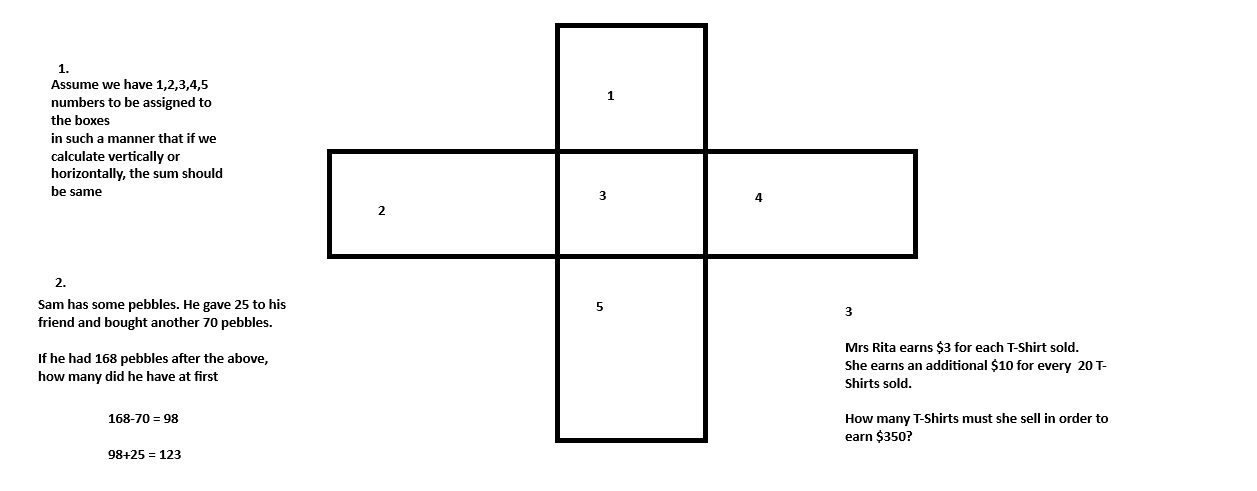 1.
Assume we have 1,2,3,4,5
numbers to be assigned to
the boxes
in such a manner that if we
calculate vertically or
horizontally, the sum should
be same
1
2
3
4
5
2.
Sam has some pebbles. He gave 25 to his
friend and bought another 70 pebbles.
If he had 168 pebbles after the above,
how many did he have at first
168-70 = 98
98+25 = 123
3
Mrs Rita earns $3 for each T-Shirt sold.
She earns an additional $10 for every  20 T-
Shirts sold.
How many T-Shirts must she sell in order to
earn $350?